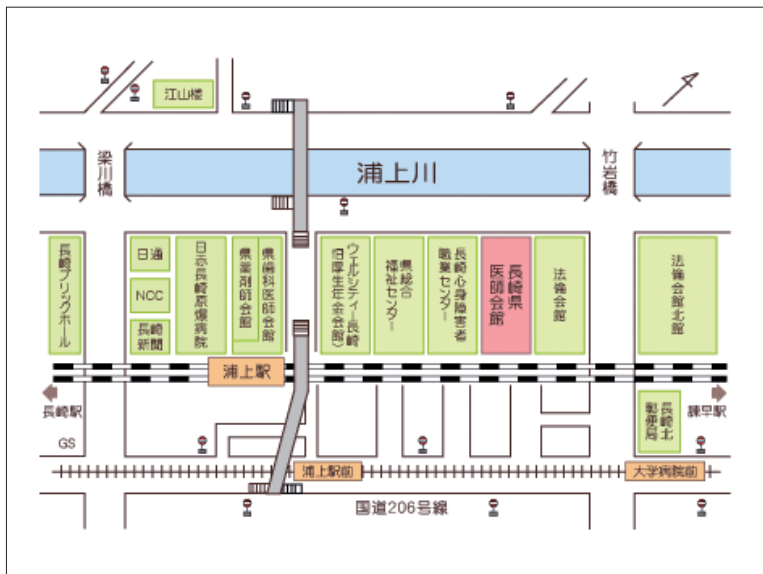 江山楼
梁川橋
浦上川
竹岩橋
長崎ブリックホール
日通
NCC
長崎
新聞
日赤長崎原爆病院
県薬剤師会館
県歯科医師会館
ウェルシティー長崎
(旧厚生年金会館)
県総合
福祉センター
長崎心身障害者
職業センター
長崎県
医師会館
法倫会館
法倫会館北館
浦上駅
長崎駅
諫早駅
長崎北
郵便局
GS
浦上駅前
大学病院前
国道206号線